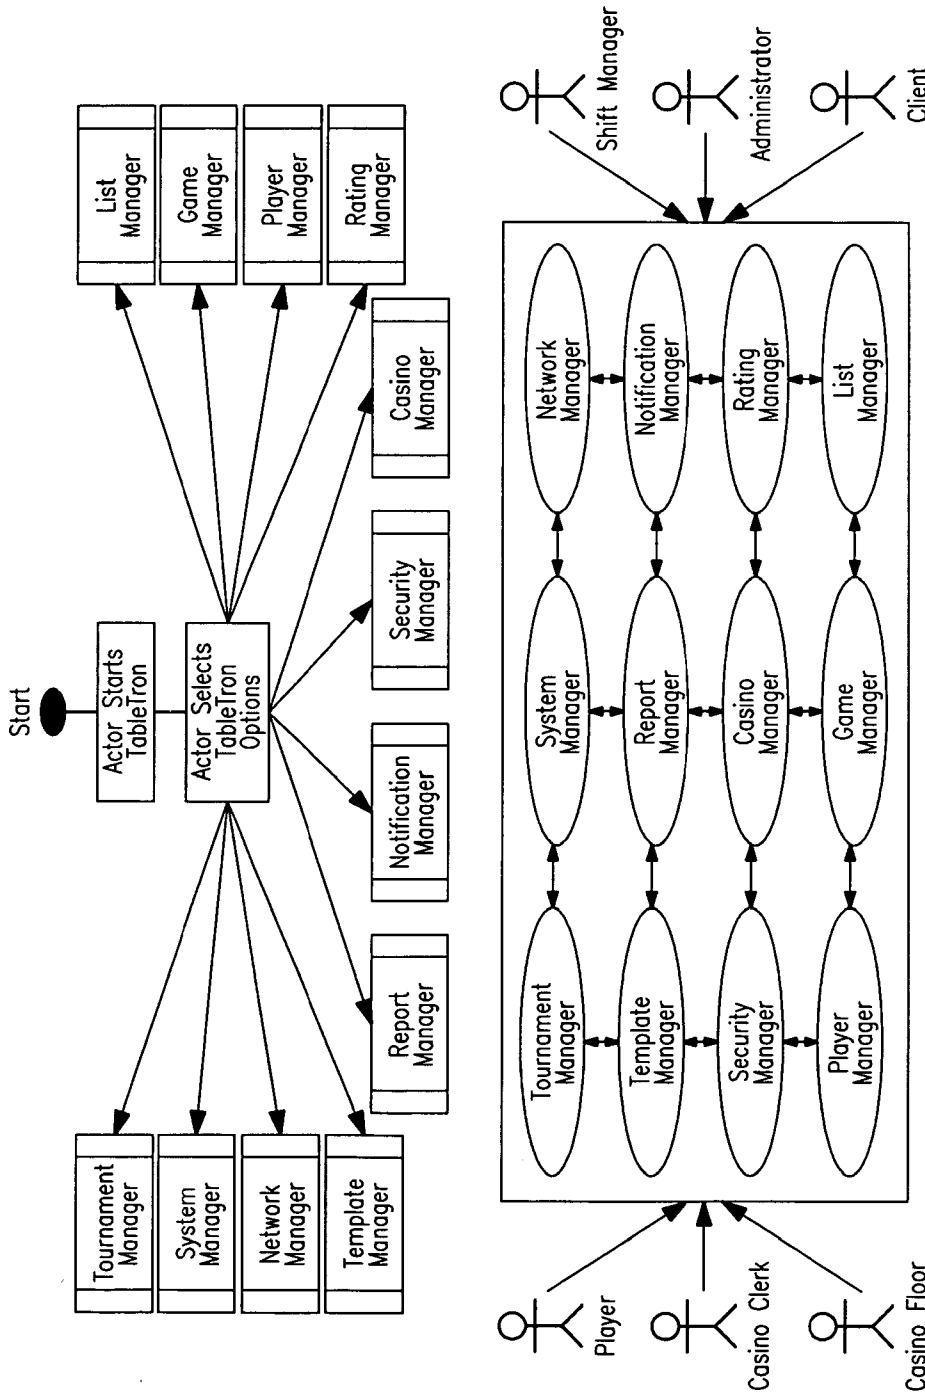 Start
Actor Starts
TableTron
Actor Selects
TableTron
Options
Tournament
Manager
System
Manager
Network
Manager
Template
Manager
Report
Manager
Notification
Manager
Security
Manager
Casino
Manager
List
Manager
Game
Manager
Player
Manager
Rating
Manager
Player
Casino Clerk
Casino Floor
Tournament
Manager
System
Manager
Network
Manager
Template
Manager
Report
Manager
Notification
Manager
Security
Manager
Casino
Manager
Rating
Manager
Player
Manager
Game
Manager
List
Manager
Shift Manager
Administrator
Client